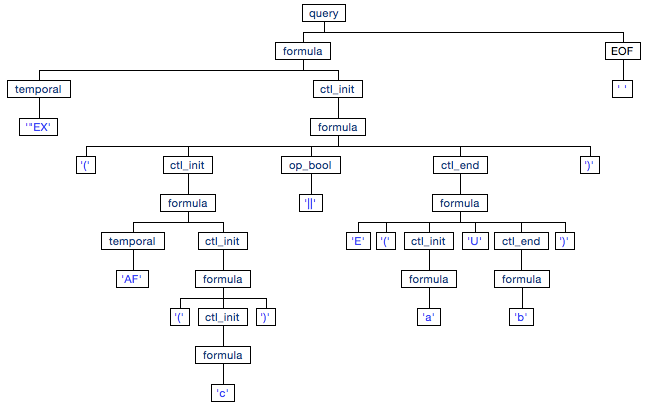 query
formula EOF
temporal ctl_init ' '
'"EX' formula
'(' ctl_init op_bool ctl_end ')'
formula '||' formula
temporal ctl_init 'E' '(' ctl_init 'U' ctl_end ')'
'AF' formula formula formula
'(' ctl_init ')' 'a' 'b'
formula
'c'